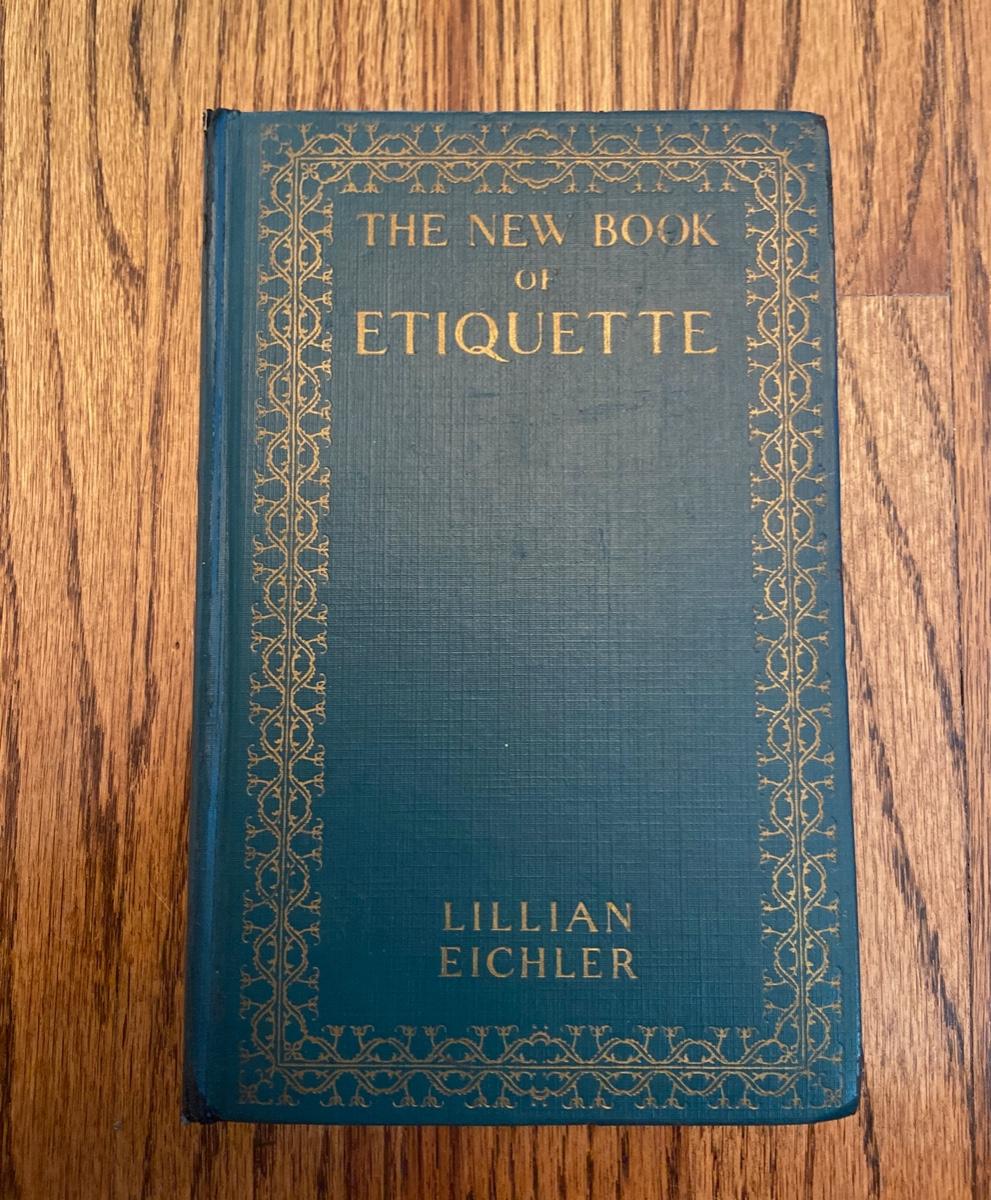 THE NEW BOOK
OF
ETIQUETTE
LILLIAN
EICHLER